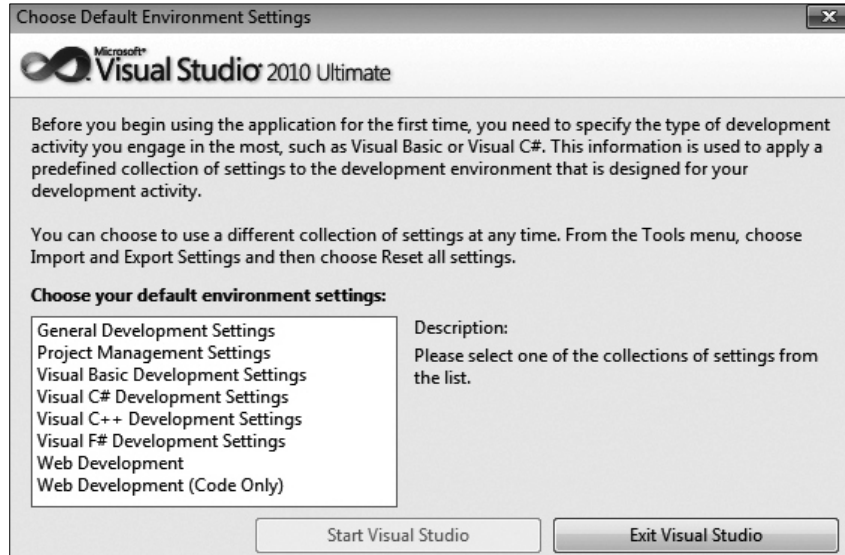 Choose Default Environment Settings
Microsoft®
Visual Studio® 2010 Ultimate
Before you begin using the application for the first time, you need to specify the type of development
activity you engage in the most, such as Visual Basic or Visual C#. This information is used to apply a
predefined collection of settings to the development environment that is designed for your
development activity.
You can choose to use a different collection of settings at any time. From the Tools menu, choose
Import and Export Settings and then choose Reset all settings.
Choose your default environment settings:
General Development Settings
Project Management Settings
Visual Basic Development Settings
Visual C# Development Settings
Visual C++ Development Settings
Visual F# Development Settings
Web Development
Web Development (Code Only)
Description:
Please select one of the collections of settings from
the list.
Start Visual Studio
Exit Visual Studio